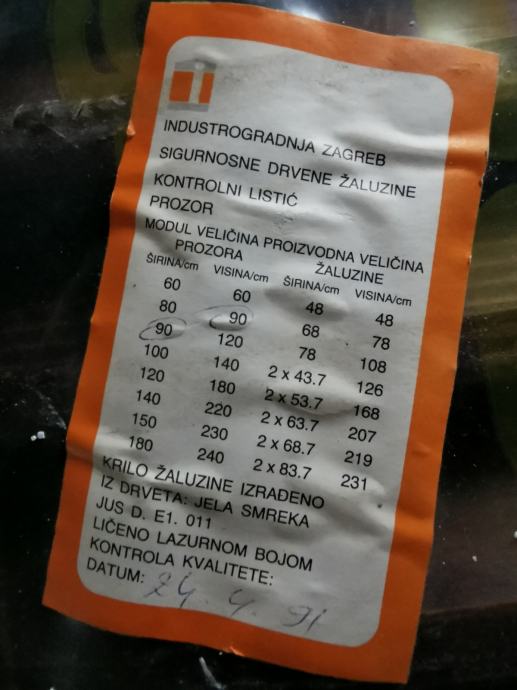 INDUSTROGRADNJA ZAGREB
SIGURNOSNE DRVENE ŽALUZINE
KONTROLNI LISTIĆ
PROZOR
MODUL VELIČINA PROIZVODNA VELIČINA
PROZORA ŽALUZINE
ŠIRINA/cm VISINA/cm ŠIRINA/cm VISINA/cm
60 60 48 48
80 90 68 78
90 120 78 108
100 140 2 x 43.7 126
120 180 2 x 53.7 168
140 220 2 x 63.7 207
150 230 2 x 68.7 219
180 240 2 x 83.7 231
KRILO ŽALUZINE IZRAĐENO
IZ DRVETA: JELA SMREKA
JUS D. E1. 011
LIČENO LAZURNOM BOJOM
KONTROLA KVALITETE:
DATUM: 24. 4. 91